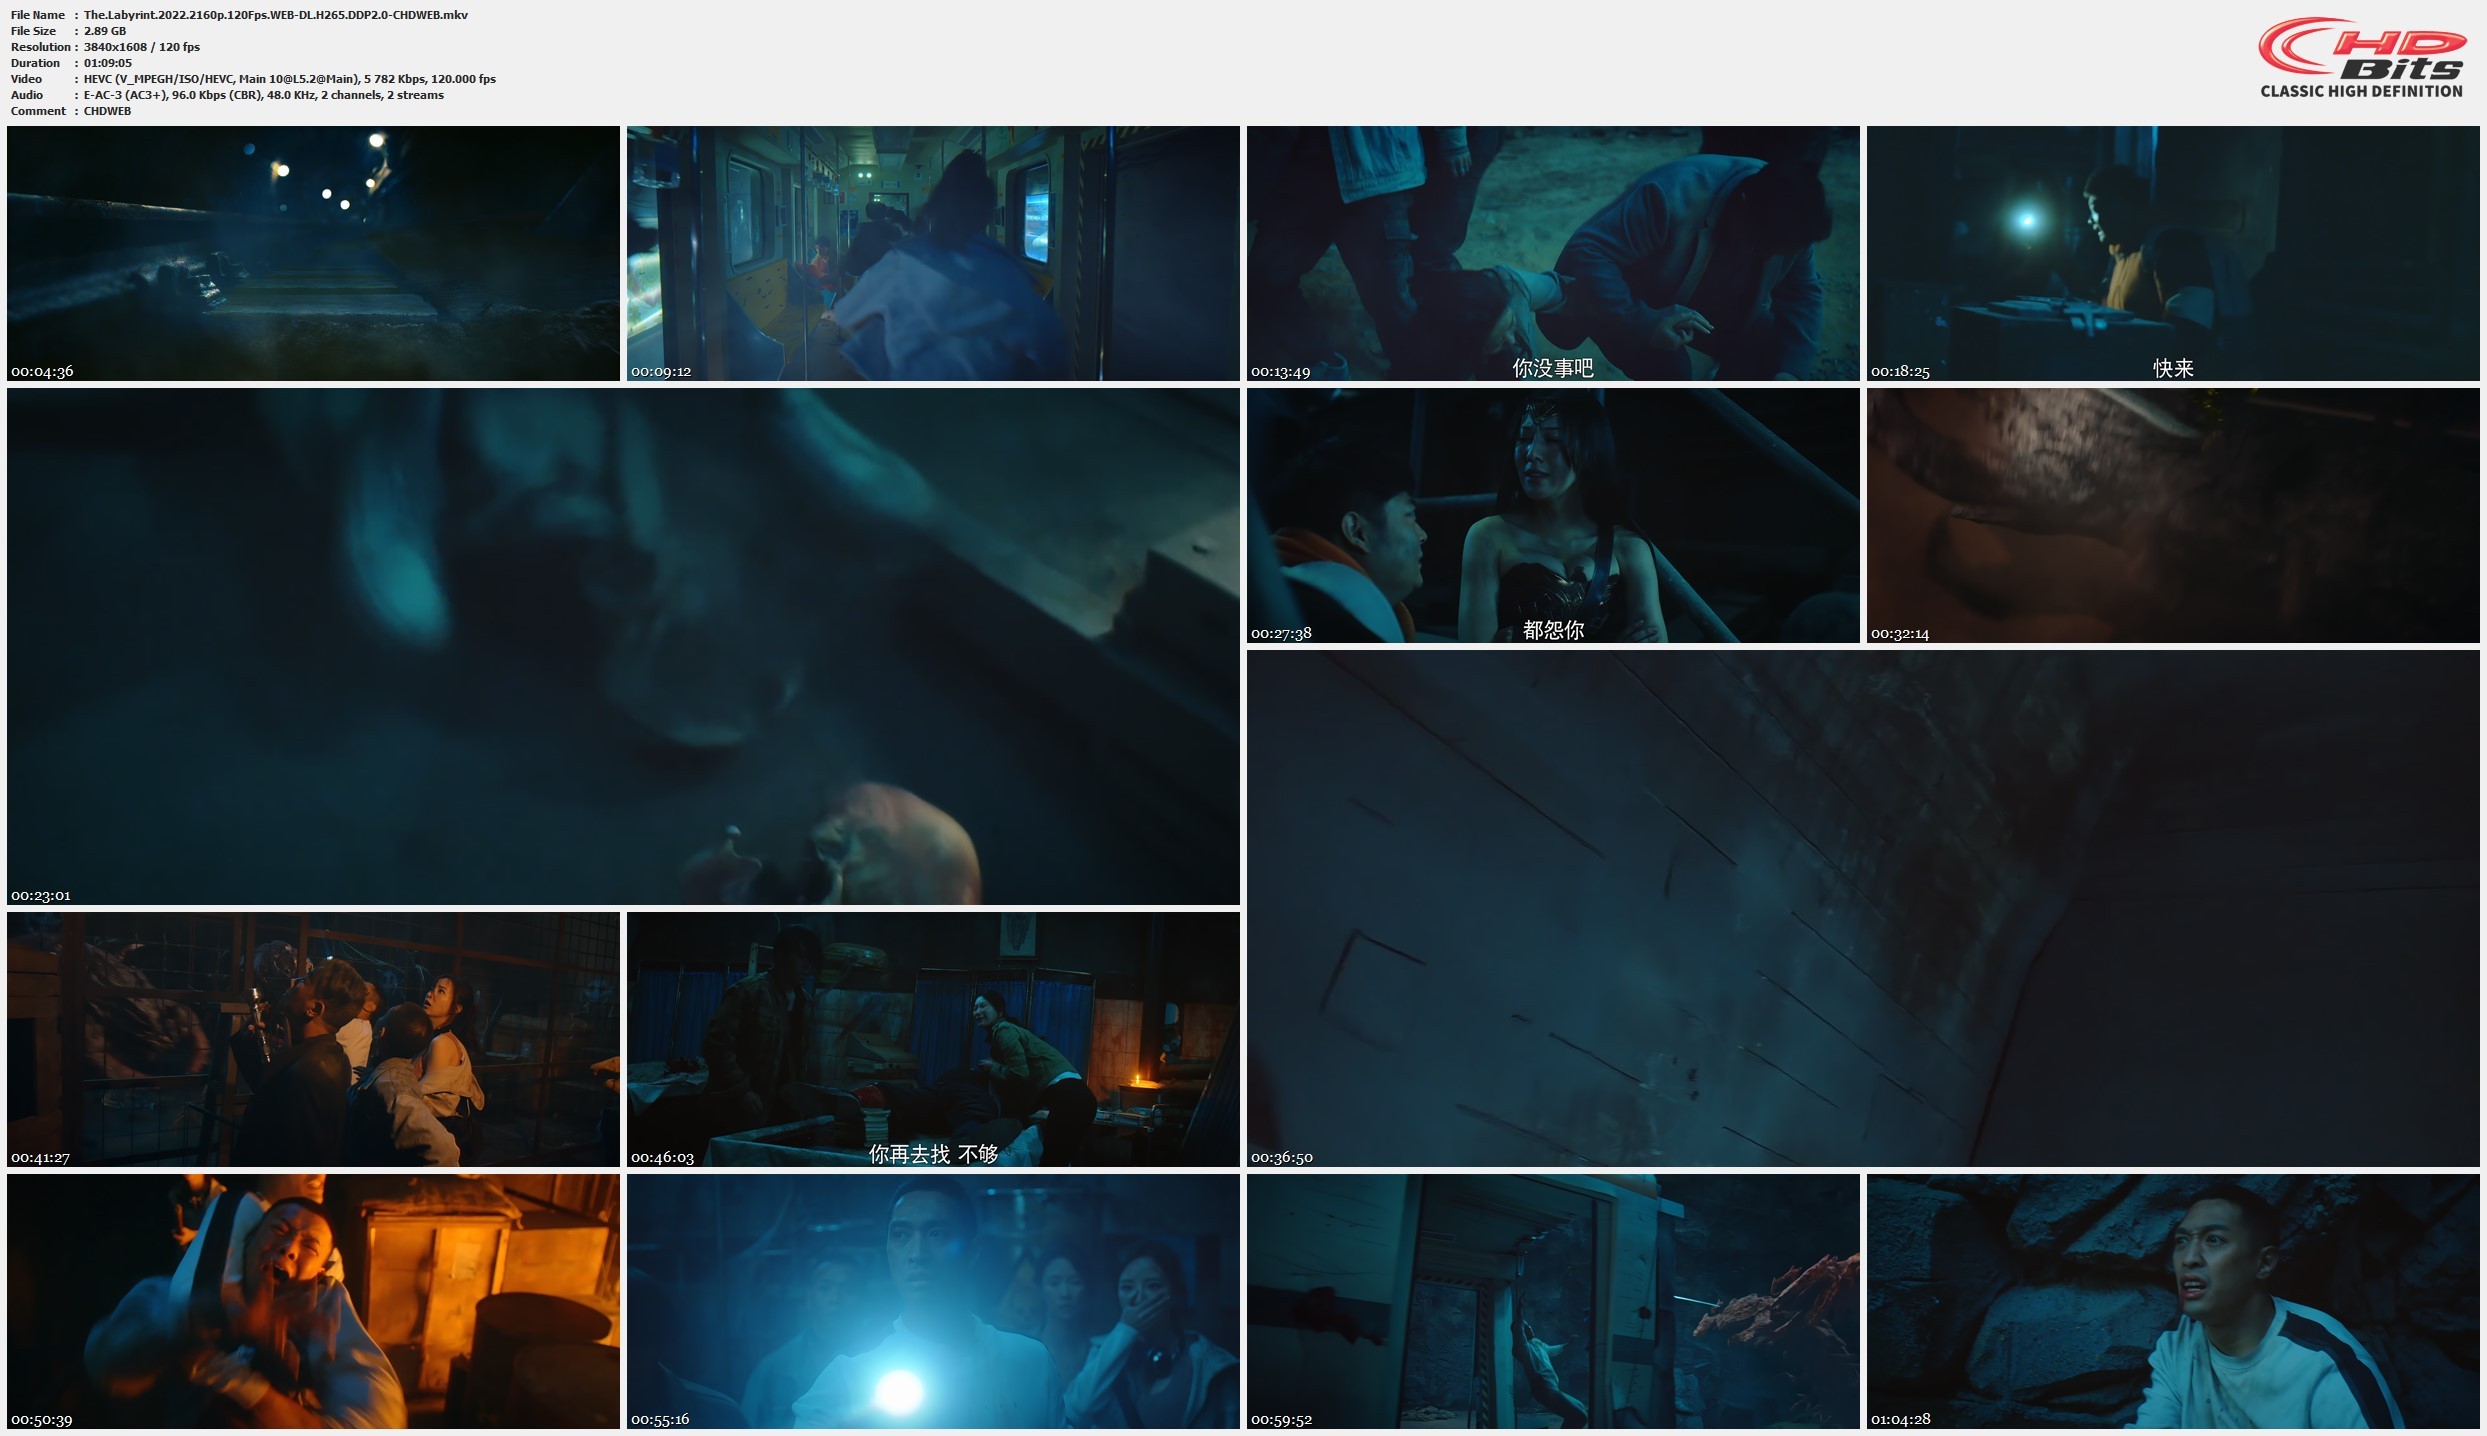 File Name : The.Labyrint.2022.2160p.120Fps.WEB-DL.H265.DDP2.0-CHDWEB.mkv
File Size : 2.89 GB
Resolution : 3840x1608 / 120 fps
Duration : 01:09:05
Video : HEVC (V_MPEGH/ISO/HEVC, Main 10@L5.2@Main), 5 782 Kbps, 120.000 fps
Audio : E-AC-3 (AC3+), 96.0 Kbps (CBR), 48.0 KHz, 2 channels, 2 streams
Comment : CHDWEB
CHD
Bits
CLASSIC HIGH DEFINITION
00:04:36
00:09:12
你没事吧
00:13:49
快来
00:18:25
00:23:01
都怨你
00:27:38
00:32:14
00:36:50
00:41:27
你再去找 不够
00:46:03
00:50:39
00:55:16
00:59:52
01:04:28